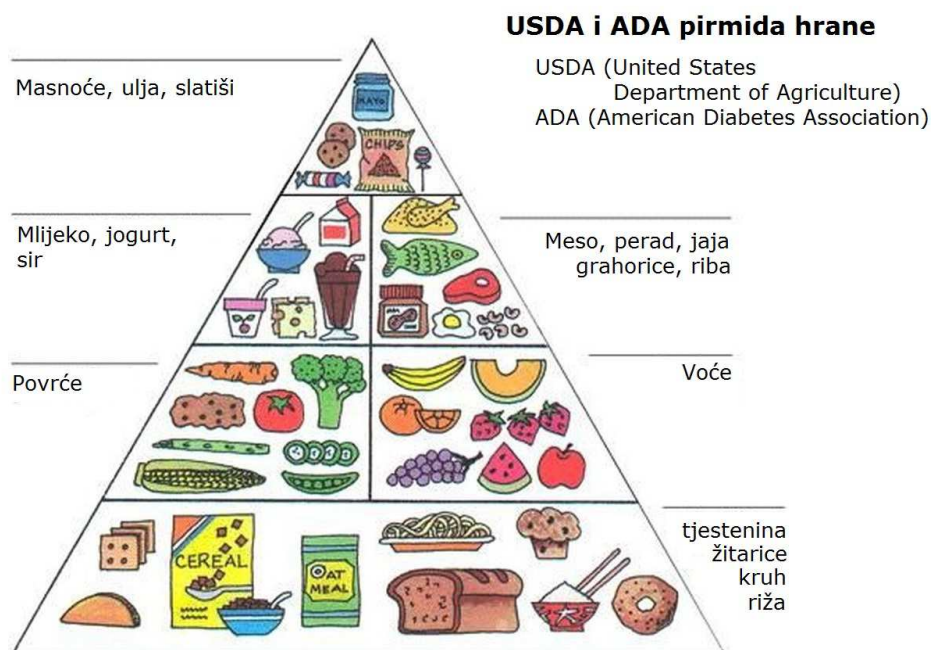 USDA i ADA pirmida hrane
USDA (United States
Department of Agriculture)
ADA (American Diabetes Association)
Masnoće, ulja, slatiši
MAYO
CHIPS
Mlijeko, jogurt,
sir
Meso, perad, jaja
grahorice, riba
Povrće
Voće
tjestenina
žitarice
kruh
riža
CEREAL
OAT
MEAL